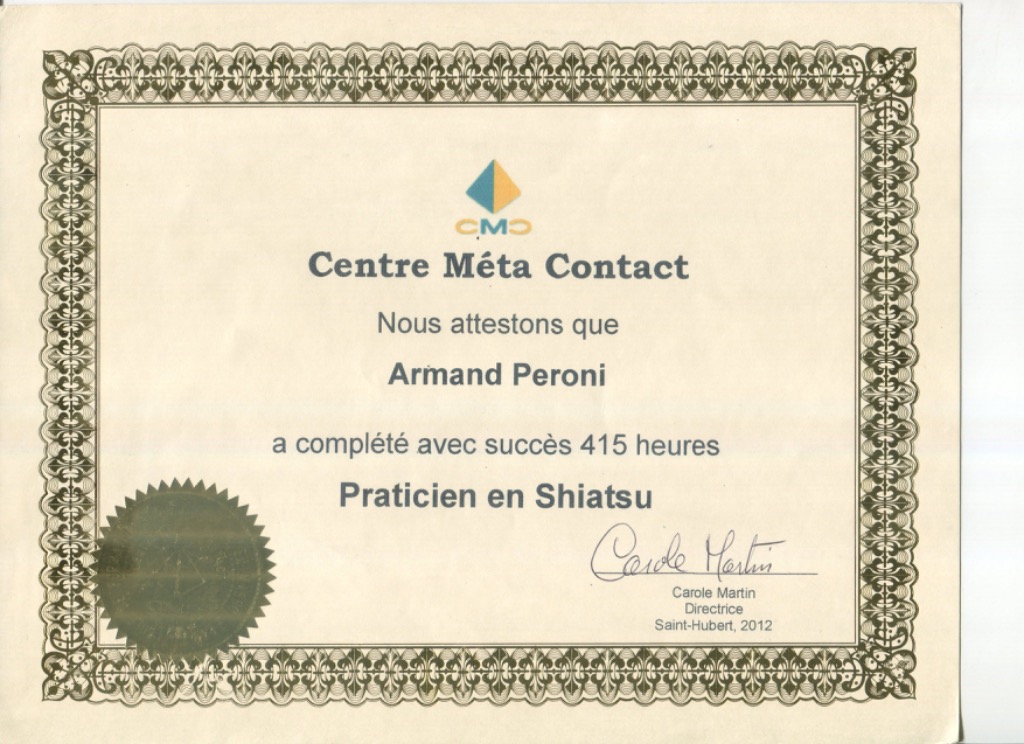 CMC
Centre Méta Contact
Nous attestons que
Armand Peroni
a complété avec succès 415 heures
Praticien en Shiatsu
Carole Martin
Carole Martin
Directrice
Saint-Hubert, 2012